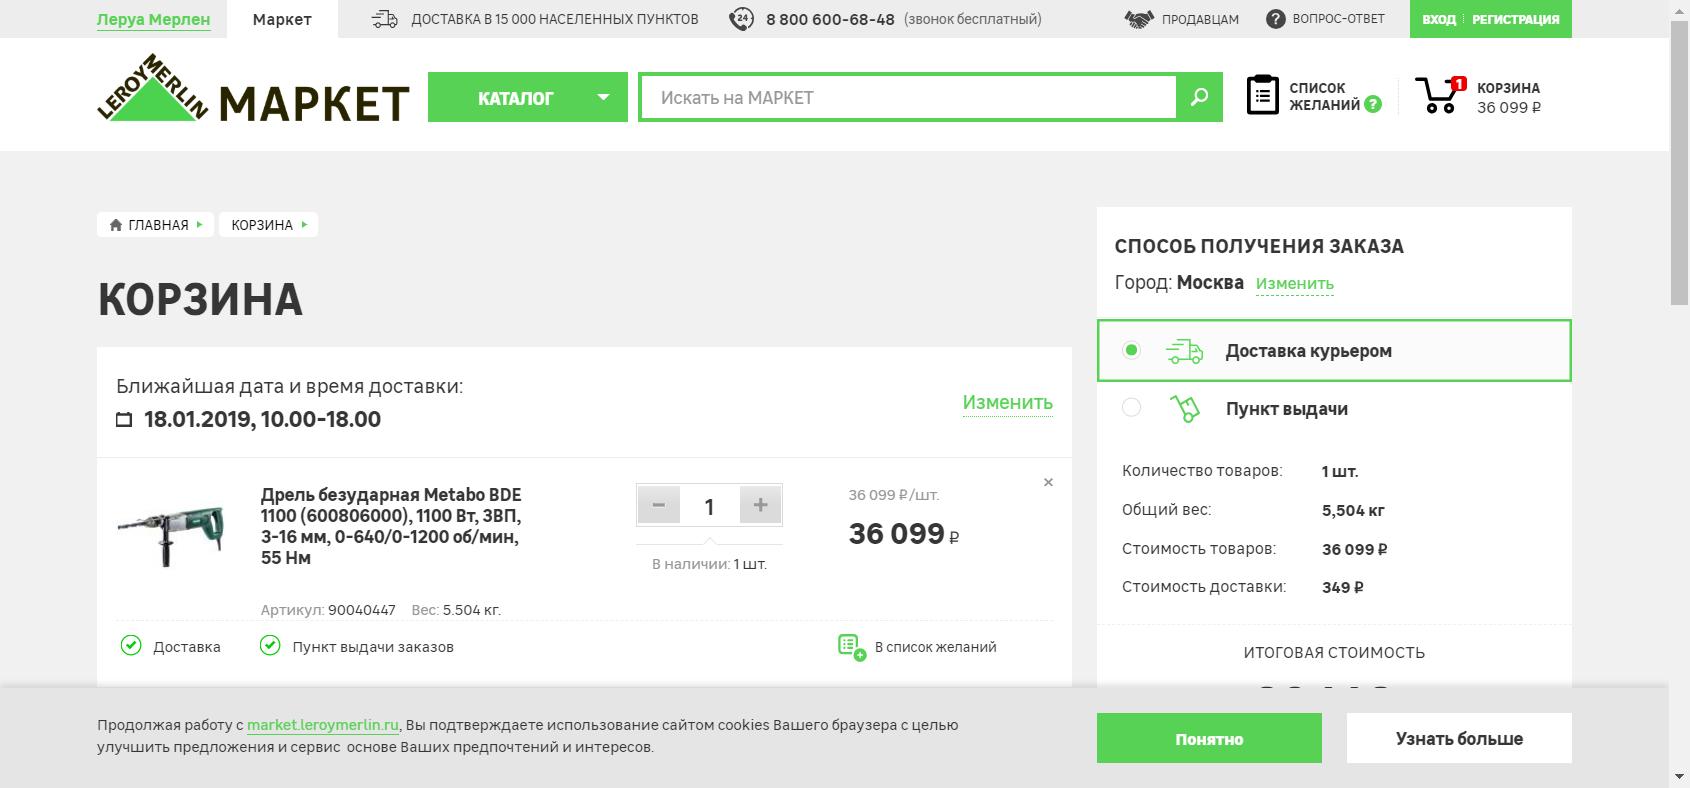 Леруа Мерлен
Маркет
ДОСТАВКА В 15 000 НАСЕЛЕННЫХ ПУНКТОВ
24
8 800 600-68-48 (звонок бесплатный)
ПРОДАВЦАМ
? ВОПРОС-ОТВЕТ
ВХОД РЕГИСТРАЦИЯ
LEROY MERLIN МАРКЕТ
КАТАЛОГ
Искать на МАРКЕТ
СПИСОК
ЖЕЛАНИЙ ?
1
КОРЗИНА
36 099 ₽
ГЛАВНАЯ
КОРЗИНА
КОРЗИНА
Ближайшая дата и время доставки:
18.01.2019, 10.00-18.00
Изменить
Дрель безударная Metabo BDE
1100 (600806000), 1100 Вт, ЗВП,
3-16 мм, 0-640/0-1200 об/мин,
55 Нм
Артикул: 90040447 Вес: 5.504 кг.
− 1 +
В наличии: 1 шт.
36 099 ₽/шт.
36 099 ₽
×
Доставка
Пункт выдачи заказов
В список желаний
СПОСОБ ПОЛУЧЕНИЯ ЗАКАЗА
Город: Москва Изменить
Доставка курьером
Пункт выдачи
Количество товаров: 1 шт.
Общий вес: 5,504 кг
Стоимость товаров: 36 099 ₽
Стоимость доставки: 349 ₽
ИТОГОВАЯ СТОИМОСТЬ
Продолжая работу с market.leroymerlin.ru, Вы подтверждаете использование сайтом cookies Вашего браузера с целью
улучшить предложения и сервис основе Ваших предпочтений и интересов.
Понятно
Узнать больше